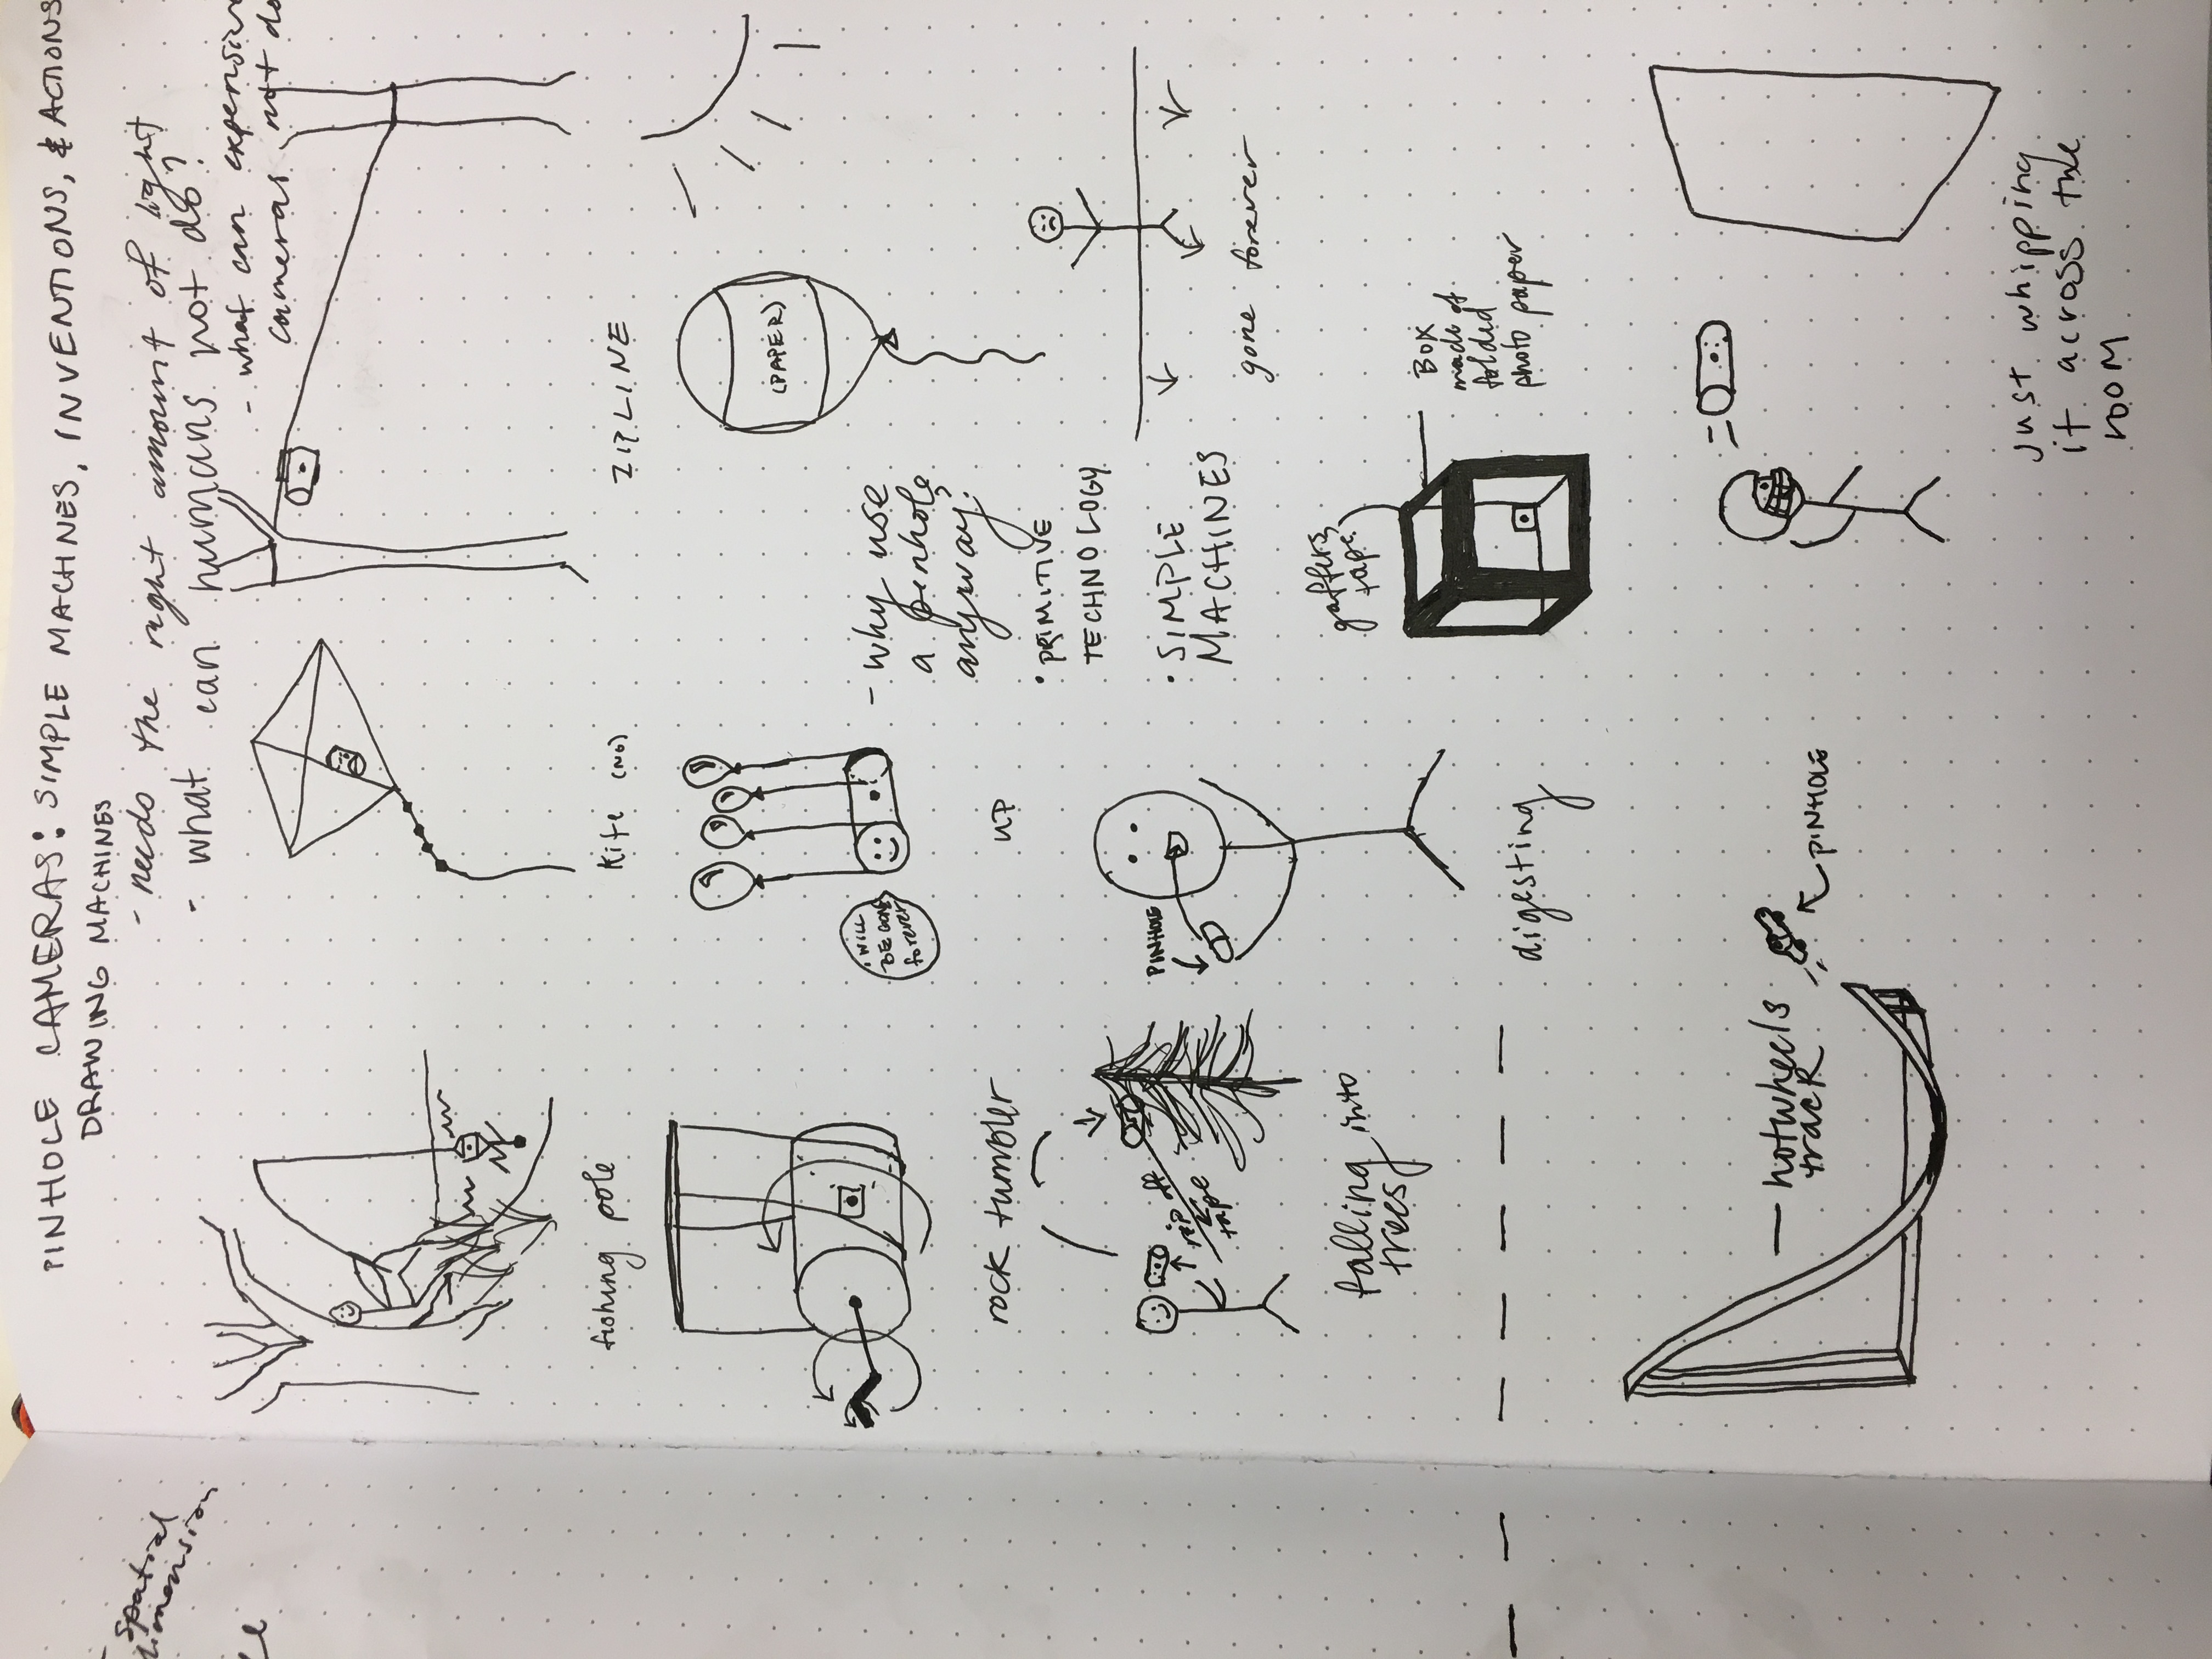 spatial
dimension
PINHOLE CAMERAS: SIMPLE MACHINES, INVENTIONS, & ACTIONS
DRAWING MACHINES
- needs the right amount of light
- what can humans not do?
- what can expensive
cameras not do
fishing pole
Kite (NO)
ZIPLINE
(PAPER)
I WILL
BE GONE
forever
rock tumbler
UP
- why use
a pinhole
anyway?
• PRIMITIVE
TECHNOLOGY
• SIMPLE
MACHINES
gone forever
rip off
tape
falling into
trees
PINHOLE
digesting
gaffers
tape
BOX
made of
folded
photo paper
hotwheels
track
PINHOLE
just whipping
it across the
room